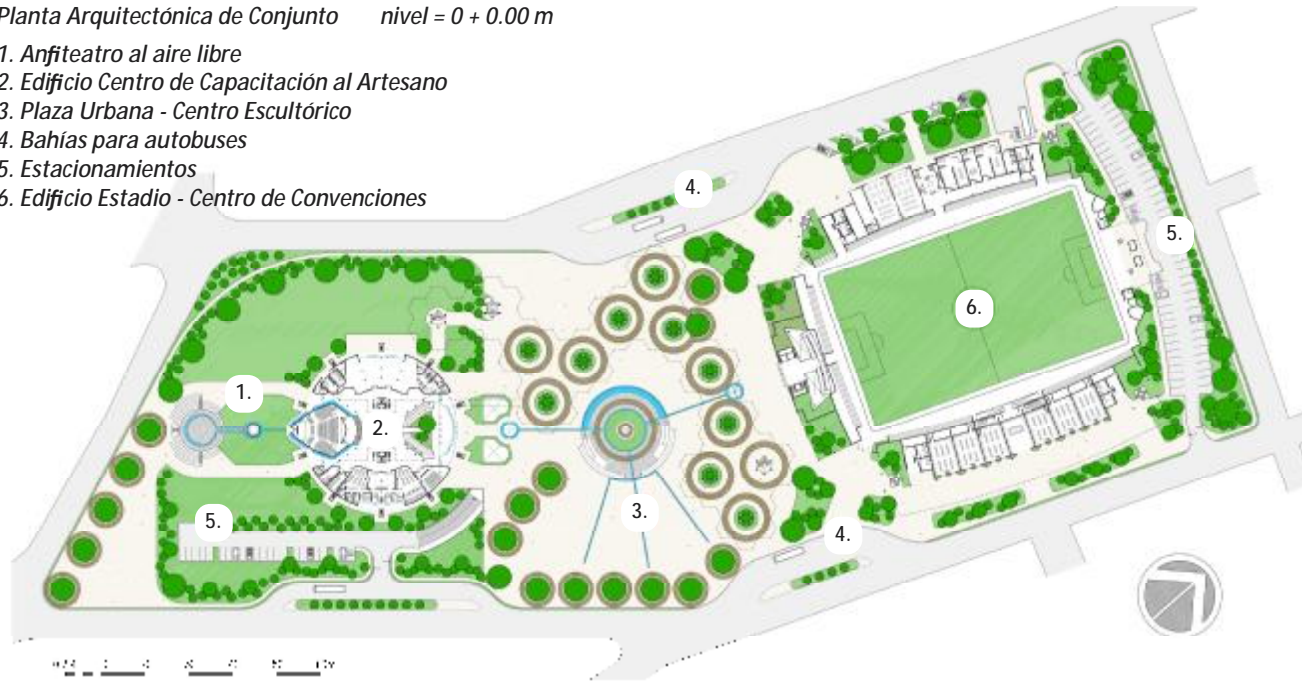 Planta Arquitectónica de Conjunto nivel = 0 + 0.00 m
1. Anfiteatro al aire libre
2. Edificio Centro de Capacitación al Artesano
3. Plaza Urbana - Centro Escultórico
4. Bahías para autobuses
5. Estacionamientos
6. Edificio Estadio - Centro de Convenciones
4.
5.
6.
1.
2.
5.
3.
4.